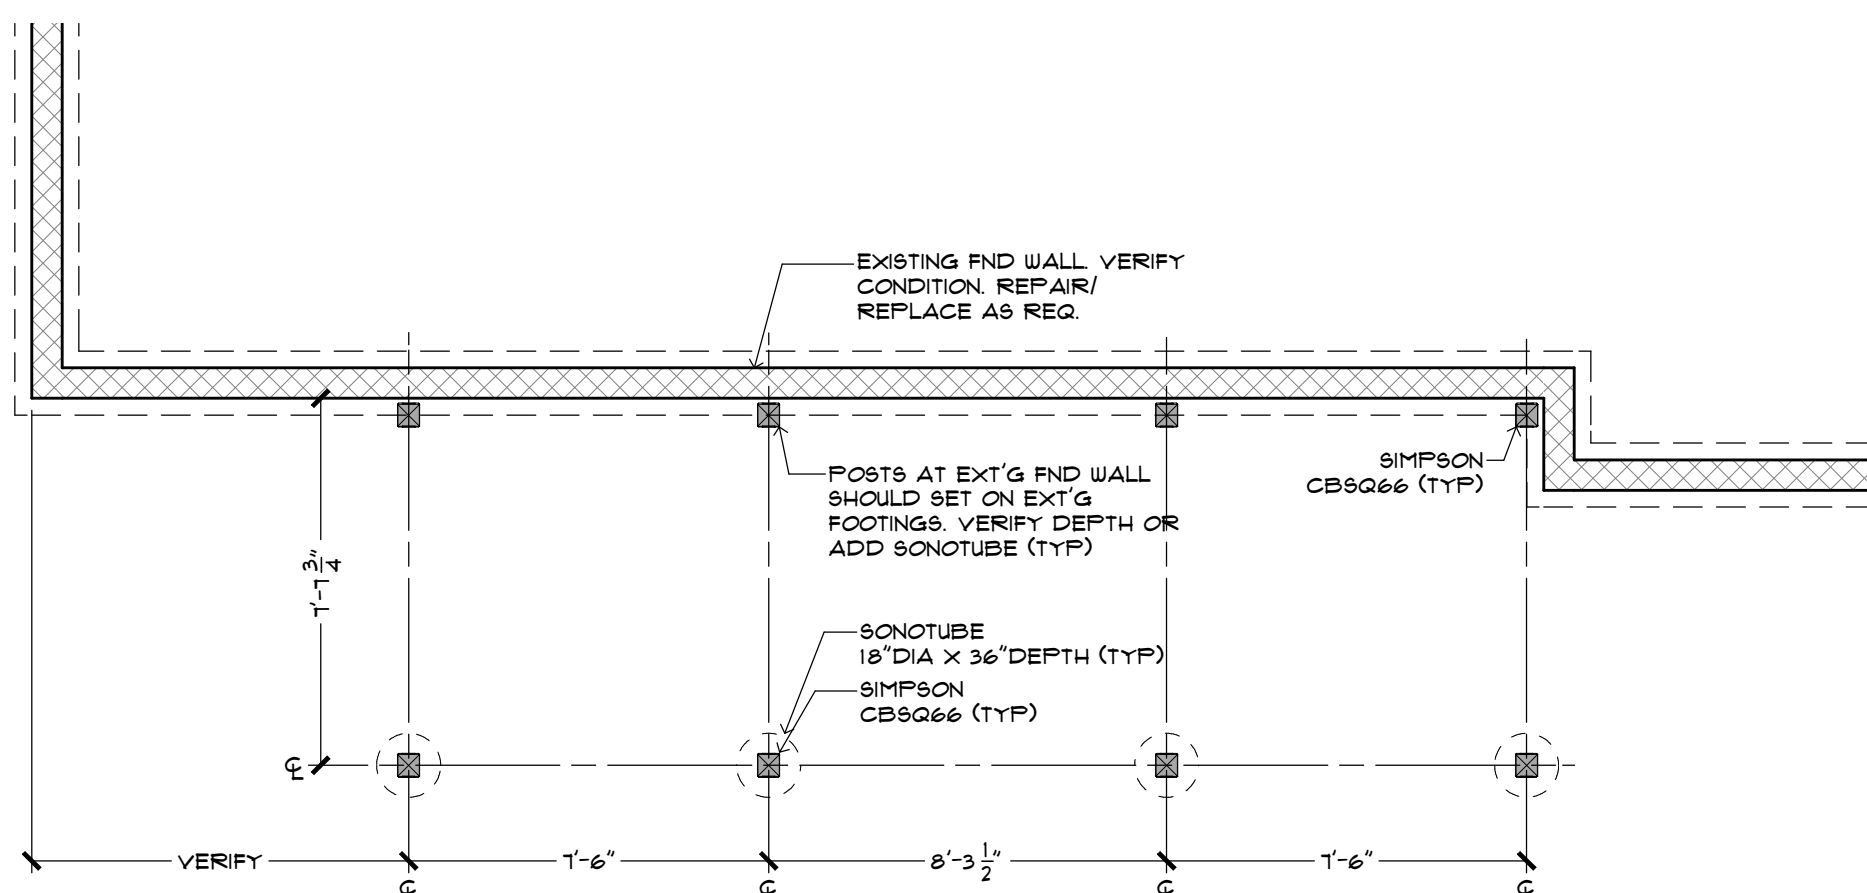 EXISTING FND WALL. VERIFY
CONDITION. REPAIR/
REPLACE AS REQ.
SIMPSON
CBSQ66 (TYP)
POSTS AT EXT'G FND WALL
SHOULD SET ON EXT'G
FOOTINGS. VERIFY DEPTH OR
ADD SONOTUBE (TYP)
7'-7 3/4"
SONOTUBE
18"DIA X 36"DEPTH (TYP)
SIMPSON
CBSQ66 (TYP)
℄
VERIFY
7'-6"
8'-3 1/2"
7'-6"
℄
℄
℄
℄